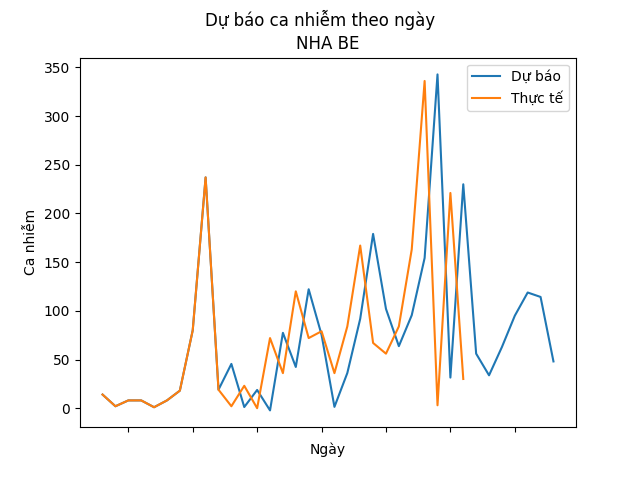 Dự báo ca nhiễm theo ngày
NHA BE
350
300
250
200
150
100
50
0
Ca nhiễm
Ngày
Dự báo
Thực tế